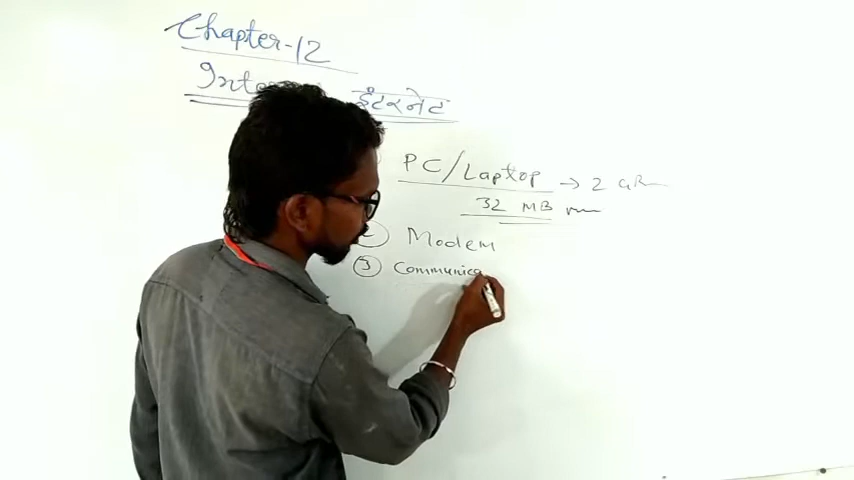 Chapter-12
इंटरनेट
PC/Laptop → 2
32 MB
Modem
③ Communica